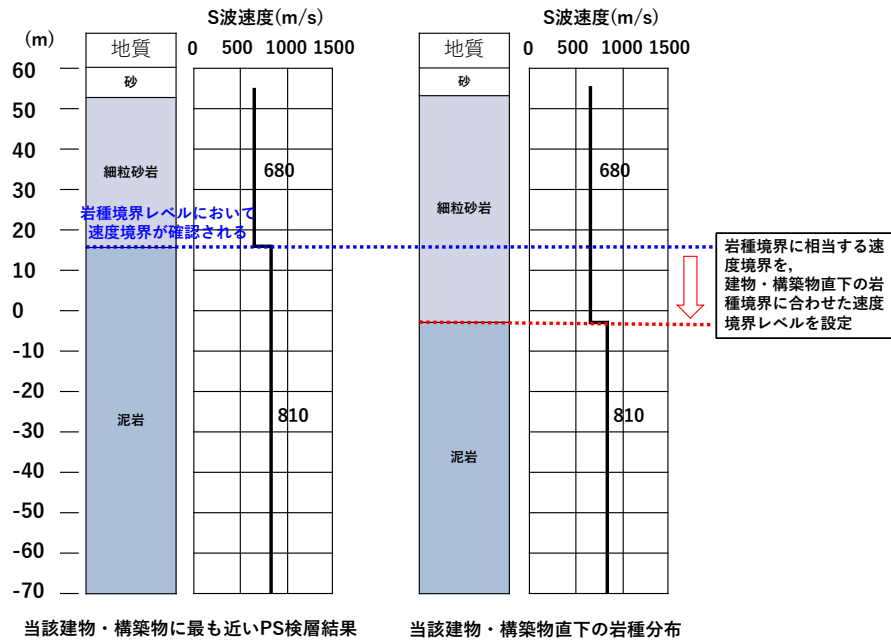 S波速度(m/s)
S波速度(m/s)
(m)
地質
0
500
1000
1500
地質
0
500
1000
1500
60
50
40
30
20
10
0
-10
-20
-30
-40
-50
-60
-70
砂
細粒砂岩
泥岩
680
810
岩種境界レベルにおいて
速度境界が確認される
砂
細粒砂岩
泥岩
680
810
岩種境界に相当する速
度境界を,
建物・構築物直下の岩
種境界に合わせた速度
境界レベルを設定
当該建物・構築物に最も近いPS検層結果
当該建物・構築物直下の岩種分布